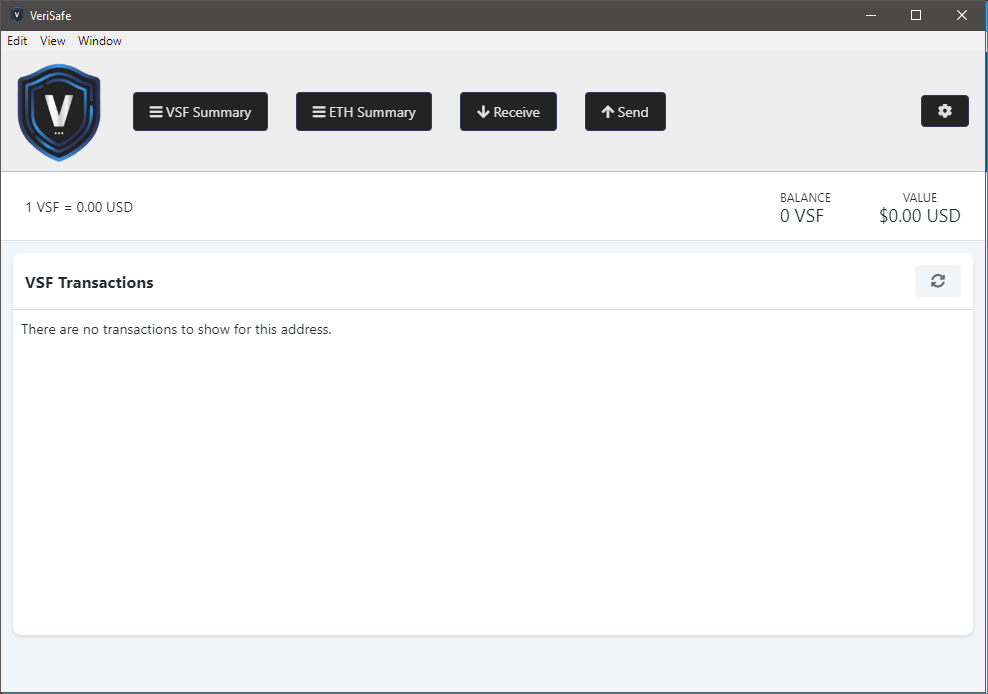 VeriSafe
Edit View Window
V
VSF Summary
ETH Summary
Receive
Send
1 VSF = 0.00 USD
BALANCE
0 VSF
VALUE
$0.00 USD
VSF Transactions
There are no transactions to show for this address.